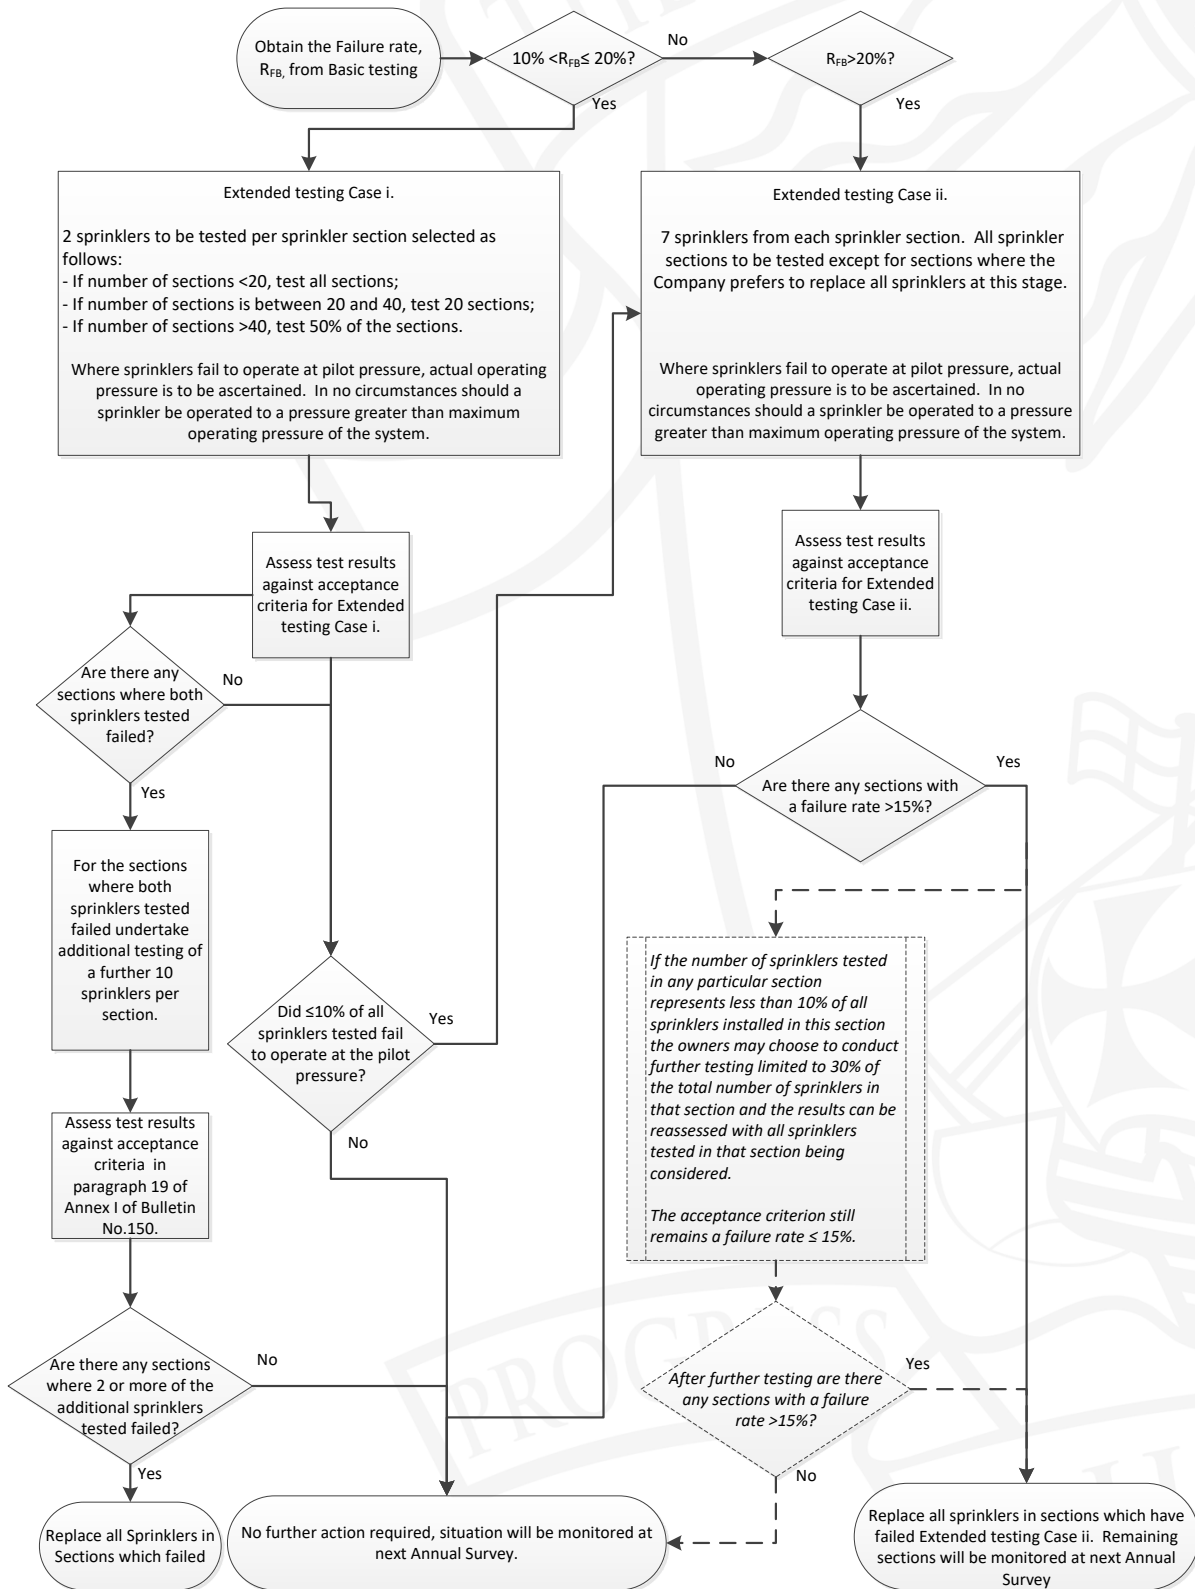 Obtain the Failure rate,
RFB, from Basic testing
10% <RFB≤ 20%?
No
RFB>20%?
Yes
Yes
Extended testing Case i.
2 sprinklers to be tested per sprinkler section selected as
follows:
- If number of sections <20, test all sections;
- If number of sections is between 20 and 40, test 20 sections;
- If number of sections >40, test 50% of the sections.
Where sprinklers fail to operate at pilot pressure, actual operating
pressure is to be ascertained. In no circumstances should a
sprinkler be operated to a pressure greater than maximum
operating pressure of the system.
Extended testing Case ii.
7 sprinklers from each sprinkler section. All sprinkler
sections to be tested except for sections where the
Company prefers to replace all sprinklers at this stage.
Where sprinklers fail to operate at pilot pressure, actual
operating pressure is to be ascertained. In no
circumstances should a sprinkler be operated to a pressure
greater than maximum operating pressure of the system.
Assess test results
against acceptance
criteria for Extended
testing Case i.
Assess test results
against acceptance
criteria for Extended
testing Case ii.
Are there any
sections where both
sprinklers tested
failed?
No
Yes
No
Are there any sections with
a failure rate >15%?
Yes
For the sections
where both
sprinklers tested
failed undertake
additional testing of
a further 10
sprinklers per
section.
Did ≤10% of all
sprinklers tested fail
to operate at the pilot
pressure?
Yes
No
If the number of sprinklers tested
in any particular section
represents less than 10% of all
sprinklers installed in this section
the owners may choose to conduct
further testing limited to 30% of
the total number of sprinklers in
that section and the results can be
reassessed with all sprinklers
tested in that section being
considered.
The acceptance criterion still
remains a failure rate ≤ 15%.
Assess test results
against acceptance
criteria in
paragraph 19 of
Annex I of Bulletin
No.150.
Are there any sections
where 2 or more of the
additional sprinklers
tested failed?
No
Yes
After further testing are there
any sections with a failure
rate >15%?
Yes
No
Replace all Sprinklers in
Sections which failed
No further action required, situation will be monitored at
next Annual Survey.
Replace all sprinklers in sections which have
failed Extended testing Case ii. Remaining
sections will be monitored at next Annual
Survey